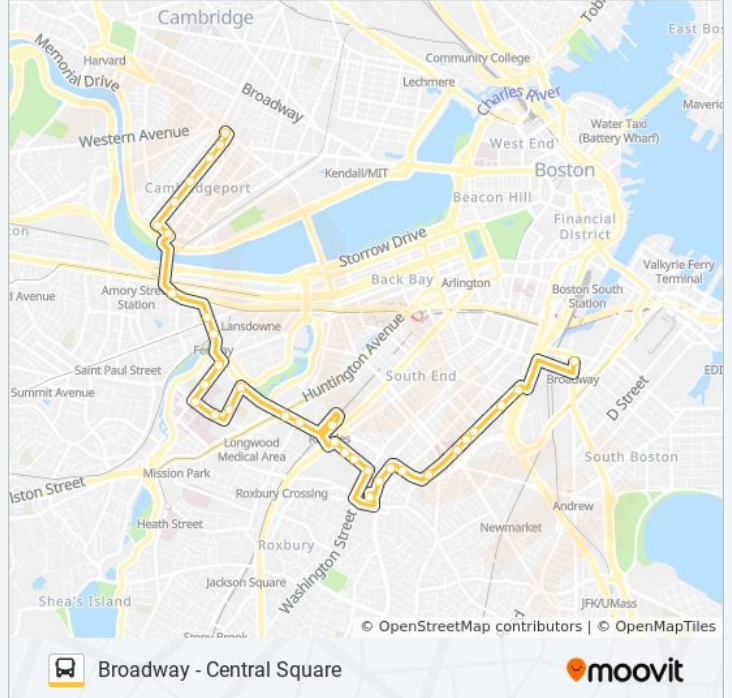 Cambridge
East Bos
Harvard
Community College
Memorial Drive
Lechmere
Broadway
Charles River
Maveric
Water Taxi
(Battery Wharf)
Western Avenue
West End
Kendall/MIT
Boston
Cambridgeport
Beacon Hill
Financial
District
Storrow Drive
Valkyrie Ferry
Terminal
Back Bay
Arlington
Boston South
Station
Amory Street
Station
Lansdowne
Fenway
Huntington Avenue
Saint Paul Street
South End
Broadway
EDI
Summit Avenue
D Street
Longwood
Medical Area
South Boston
Mission Park
Roxbury Crossing
Andrew
Heath Street
Newmarket
Roxbury
Washington Street
Jackson Square
Shea's Island
JFK/UMass
Stony Brook
© OpenStreetMap contributors | © OpenMapTiles
Broadway - Central Square
moovit